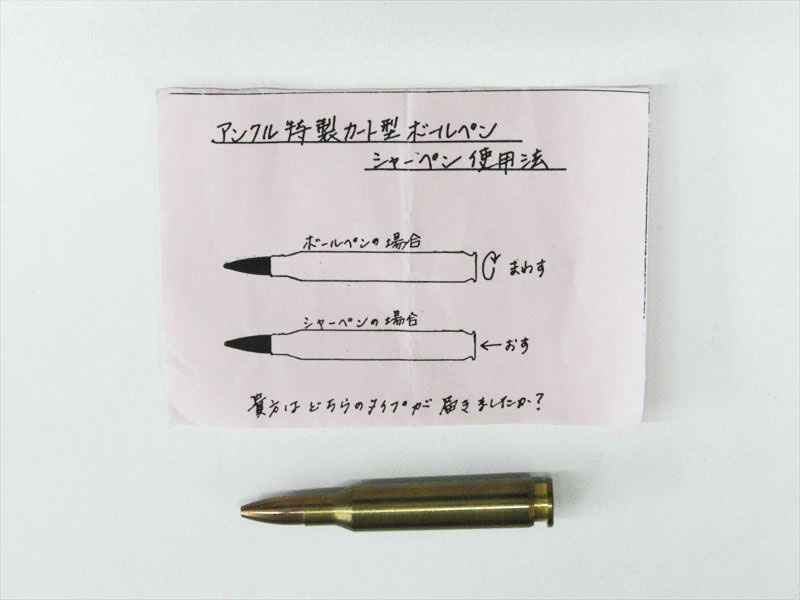 アンクル特製カート型ボールペン
シャーペン使用法
ボールペンの場合
まわす
シャーペンの場合
←おす
貴方はどちらのタイプが届きましたか?